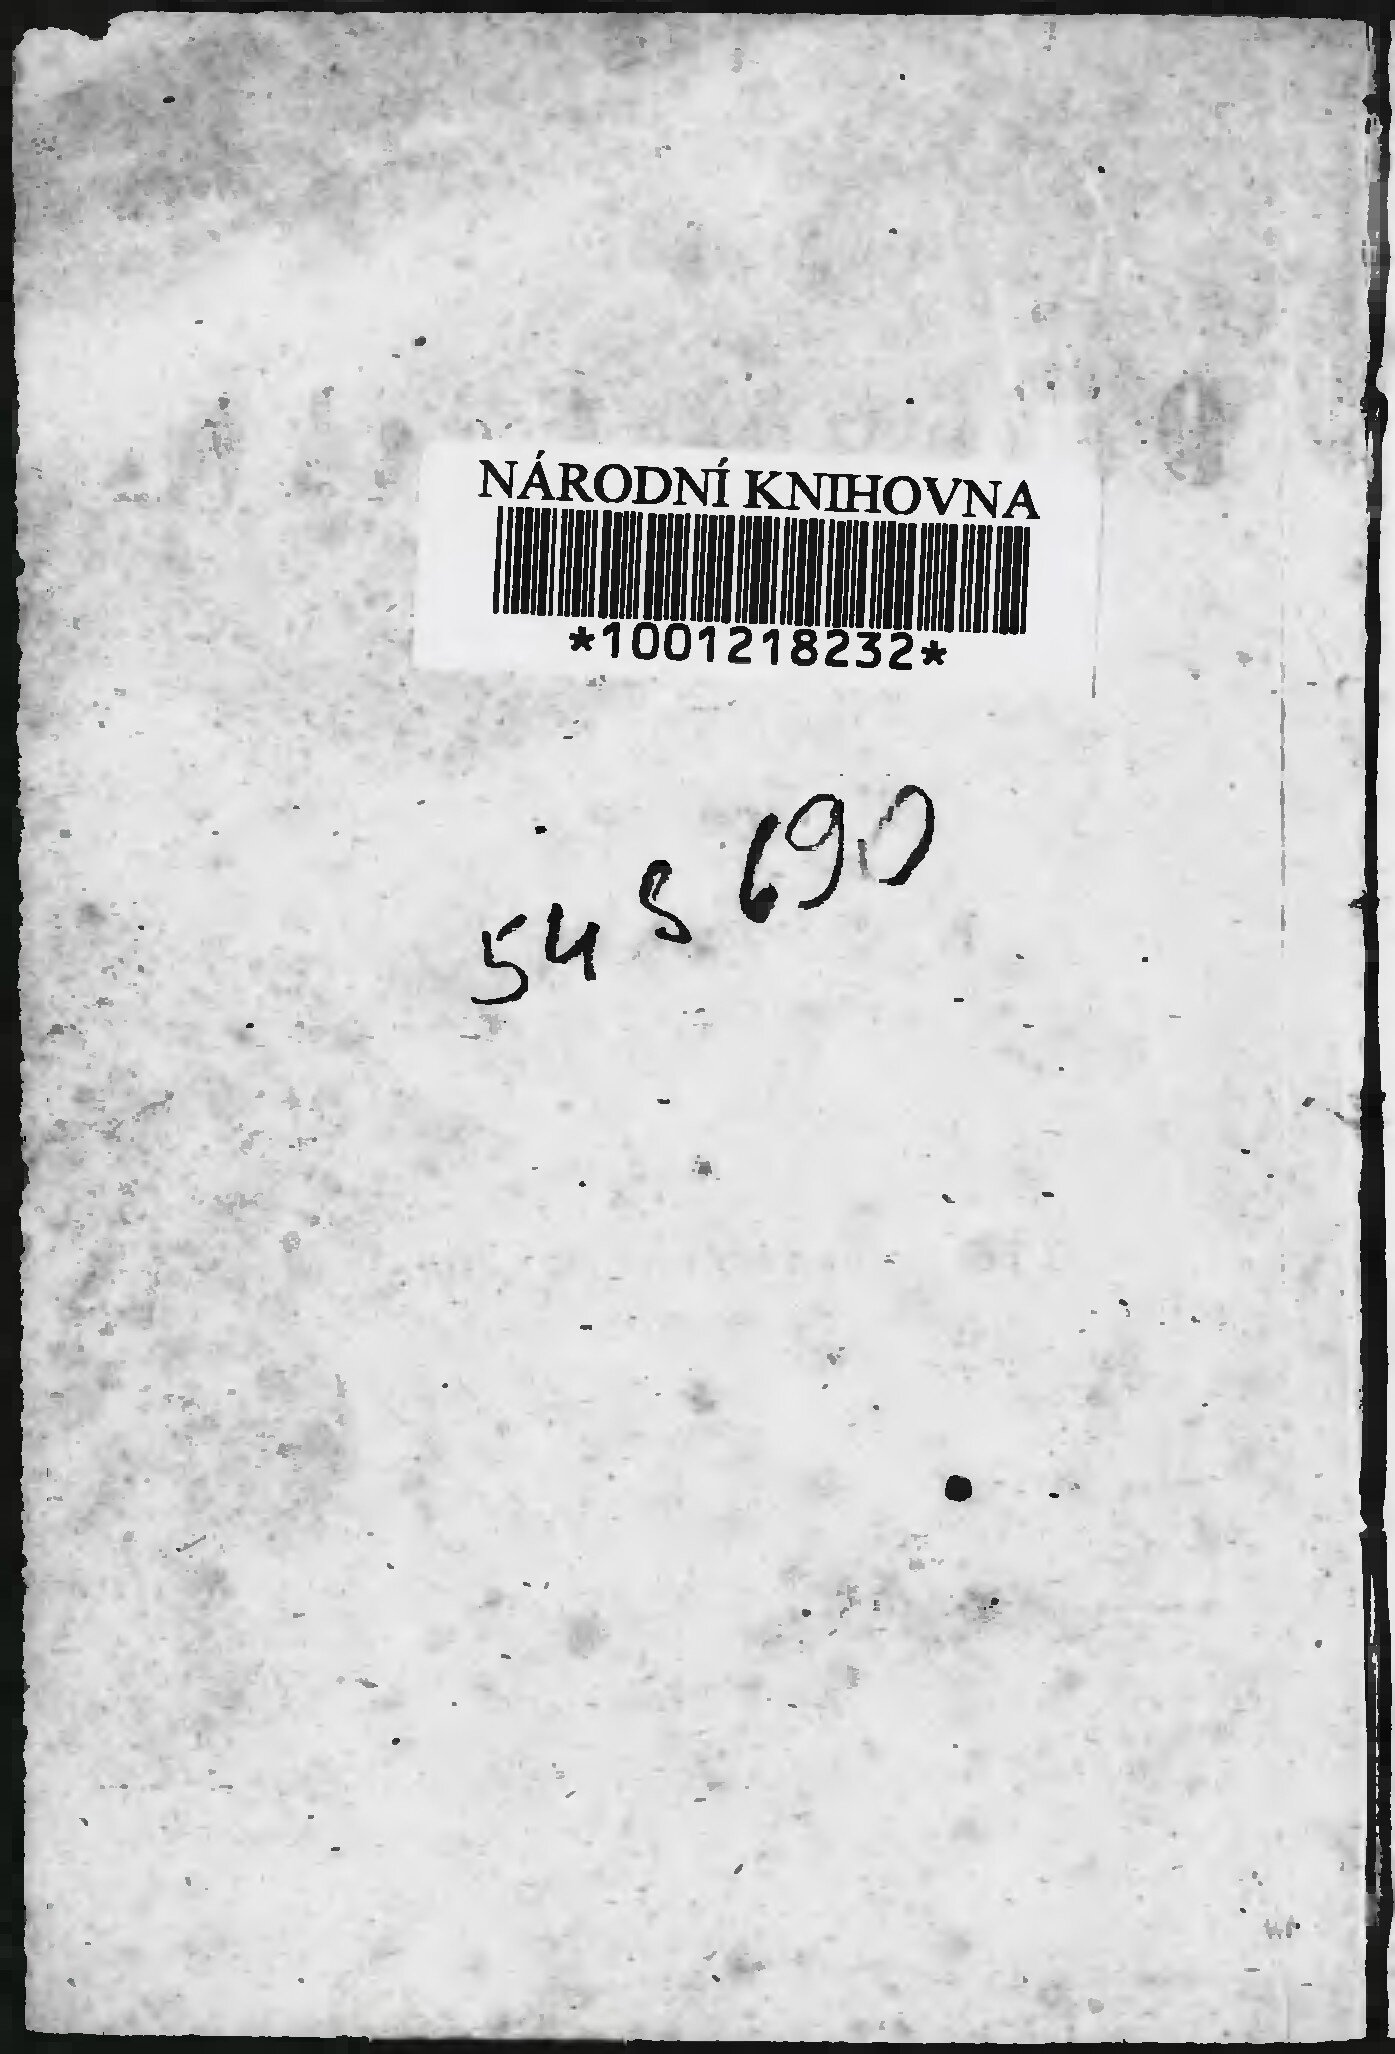 NÁRODNÍ KNIHOVNA
*1001218232*
54 S 690